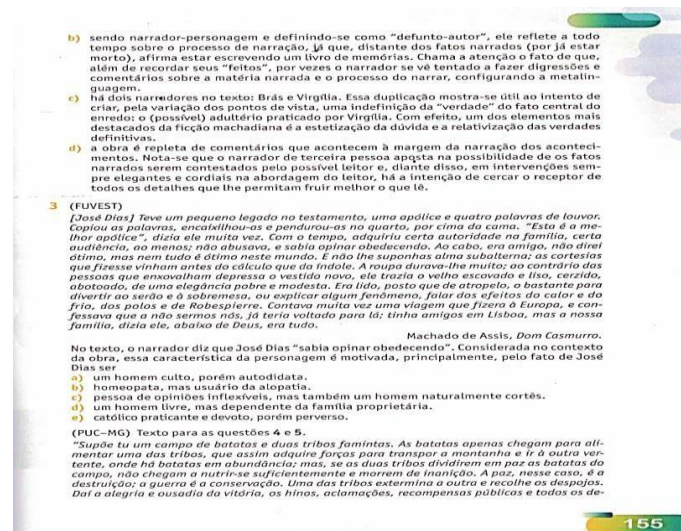 b) sendo narrador-personagem e definindo-se como “defunto-autor”, ele reflete a todo
tempo sobre o processo de narração, já que, distante dos fatos narrados (por já estar
morto), afirma estar escrevendo um livro de memórias. Chama a atenção o fato de que,
além de recordar seus “feitos”, por vezes o narrador se vê tentado a fazer digressões e
comentários sobre a matéria narrada e o processo do narrar, configurando a metalin-
guagem.
c) há dois narradores no texto: Brás e Virgília. Essa duplicação mostra-se útil ao intento de
criar, pela variação dos pontos de vista, uma indefinição da “verdade” do fato central do
enredo: o (possível) adultério praticado por Virgília. Com efeito, um dos elementos mais
destacados da ficção machadiana é a estetização da dúvida e a relativização das verdades
definitivas.
d) a obra é repleta de comentários que acontecem à margem da narração dos aconteci-
mentos. Nota-se que o narrador de terceira pessoa aposta na possibilidade de os fatos
narrados serem contestados pelo possível leitor e, diante disso, em intervenções sem-
pre elegantes e cordiais na abordagem do leitor, há a intenção de cercar o receptor de
todos os detalhes que lhe permitam fruir melhor o que lê.
3 (FUVEST)
[José Dias] Teve um pequeno legado no testamento, uma apólice e quatro palavras de louvor.
Copiou as palavras, encaixilhou-as e pendurou-as no quarto, por cima da cama. “Esta é a me-
lhor apólice”, dizia ele muita vez. Com o tempo, adquiriu certa autoridade na família, certa
audiência, ao menos; não abusava, e sabia opinar obedecendo. Ao cabo, era amigo, não direi
ótimo, mas nem tudo é ótimo neste mundo. E não lhe suponhas alma subalterna; as cortesias
que fizesse vinham antes do cálculo que da índole. A roupa durava-lhe muito; ao contrário das
pessoas que enxovalham depressa o vestido novo, ele trazia o velho escovado e liso, cerzido,
abotoado, de uma elegância pobre e modesta. Era lido, posto que de atropelo, o bastante para
divertir ao serão e à sobremesa, ou explicar algum fenômeno, falar dos efeitos do calor e do
frio, dos polos e de Robespierre. Contava muita vez uma viagem que fizera à Europa, e con-
fessava que a não sermos nós, já teria voltado para lá; tinha amigos em Lisboa, mas a nossa
família, dizia ele, abaixo de Deus, era tudo.
Machado de Assis, Dom Casmurro.
No texto, o narrador diz que José Dias “sabia opinar obedecendo”. Considerada no contexto
da obra, essa característica da personagem é motivada, principalmente, pelo fato de José
Dias ser
a) um homem culto, porém autodidata.
b) homeopata, mas usuário da alopatia.
c) pessoa de opiniões inflexíveis, mas também um homem naturalmente cortês.
d) um homem livre, mas dependente da família proprietária.
e) católico praticante e devoto, porém perverso.
(PUC-MG) Texto para as questões 4 e 5.
“Supõe tu um campo de batatas e duas tribos famintas. As batatas apenas chegam para ali-
mentar uma das tribos, que assim adquire forças para transpor a montanha e ir à outra ver-
tente, onde há batatas em abundância; mas, se as duas tribos dividirem em paz as batatas do
campo, não chegam a nutrir-se suficientemente e morrem de inanição. A paz, nesse caso, é a
destruição; a guerra é a conservação. Uma das tribos extermina a outra e recolhe os despojos.
Daí a alegria e ousadia da vitória, os hinos, aclamações, recompensas públicas e todos os de-
155